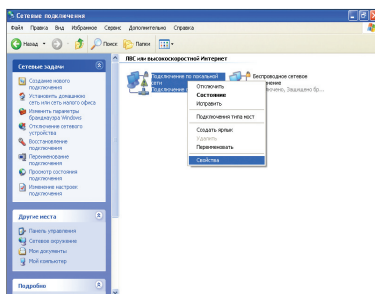 Сетевые подключения
Файл Правка Вид Избранное Сервис Дополнительно Справка
Назад Поиск Папки
Сетевые задачи
Создание нового подключения
Установить домашнюю сеть или сеть малого офиса
Изменить параметры брандмауэра Windows
Отключение сетевого устройства
Восстановление подключения
Переименование подключения
Просмотр состояния подключения
Изменение настроек подключения
Другие места
Панель управления
Сетевое окружение
Мои документы
Мой компьютер
Подробно
ЛВС или высокоскоростной Интернет
Подключение по локальной сети
Подключено
Беспроводное сетевое
Защищено бр...
Отключить
Состояние
Исправить
Подключения типа мост
Создать ярлык
Удалить
Переименовать
Свойства